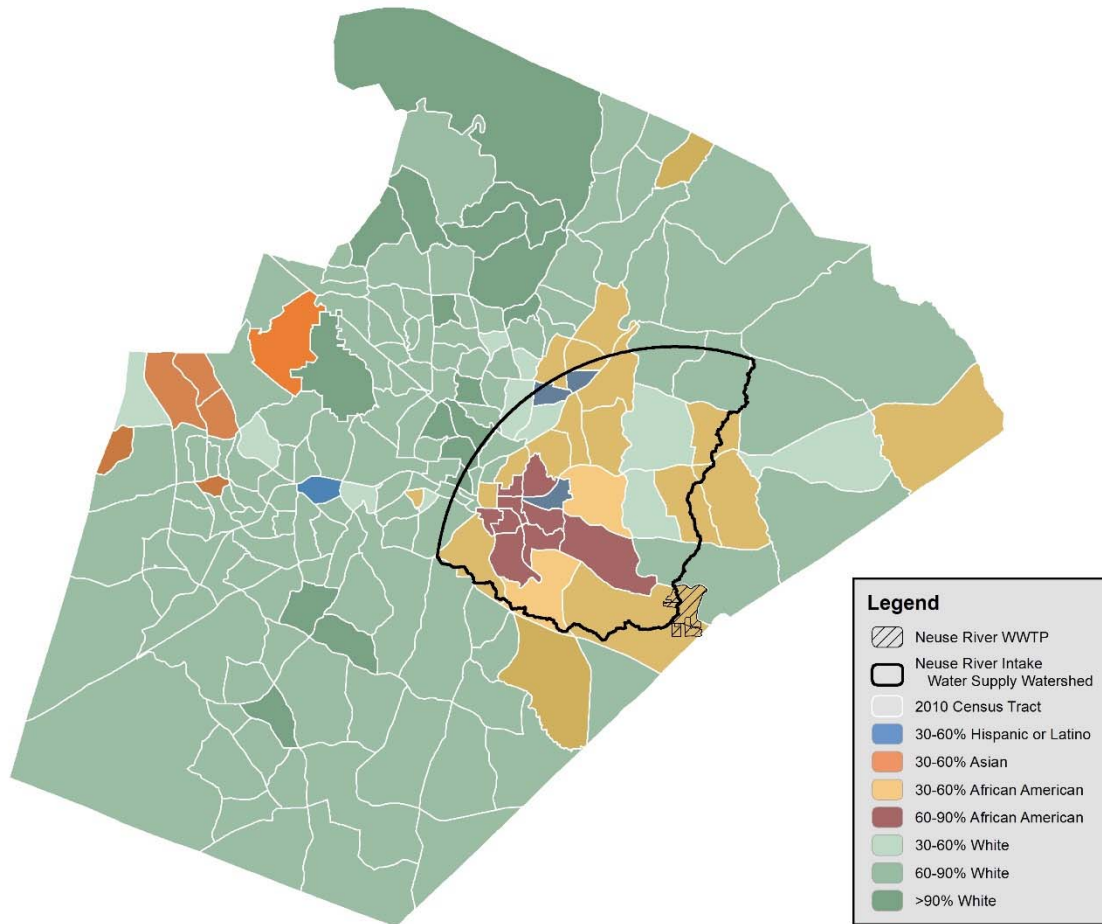 Legend
Neuse River WWTP
Neuse River Intake
Water Supply Watershed
2010 Census Tract
30-60% Hispanic or Latino
30-60% Asian
30-60% African American
60-90% African American
30-60% White
60-90% White
>90% White